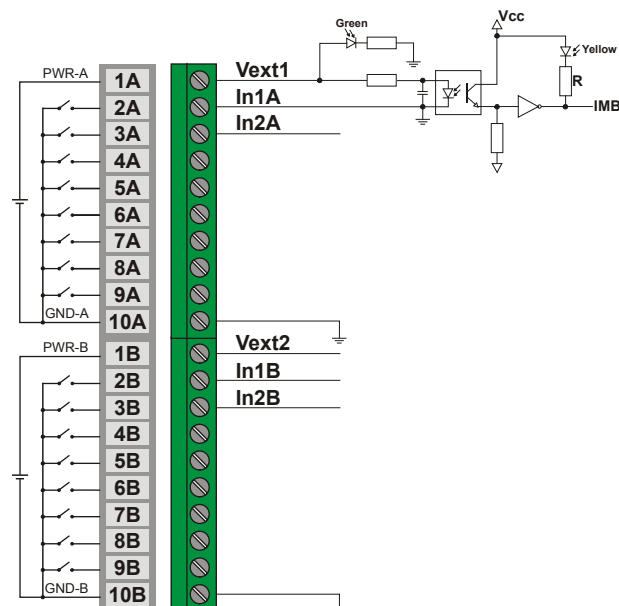 Green
Vcc
Yellow
R
IMB
PWR-A
1A
Vext1
2A
In1A
3A
In2A
4A
5A
6A
7A
8A
9A
GND-A
10A
PWR-B
1B
Vext2
2B
In1B
3B
In2B
4B
5B
6B
7B
8B
9B
GND-B
10B